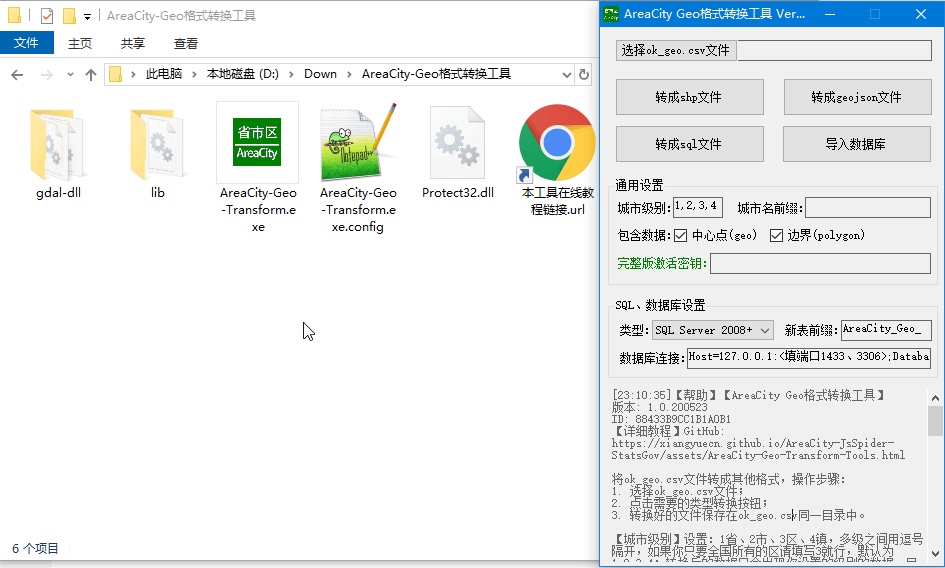 AreaCity-Geo格式转换工具
文件 主页 共享 查看
此电脑 本地磁盘 (D:) Down AreaCity-Geo格式转换工具
省市区
AreaCity
Notepad++
gdal-dll
lib
AreaCity-Geo
-Transform.e
xe
AreaCity-Geo
-Transform.e
xe.config
Protect32.dll
本工具在线教
程链接.url
6 个项目
AreaCity Geo格式转换工具 Ver...
选择ok_geo.csv文件
转成shp文件 转成geojson文件
转成sql文件 导入数据库
通用设置
城市级别: 1,2,3,4 城市名前缀:
包含数据: 中心点(geo) 边界(polygon)
完整版激活密钥:
SQL、数据库设置
类型: SQL Server 2008+ 新表前缀: AreaCity_Geo_
数据库连接: Host=127.0.0.1:<填端口1433、3306>;Databa
[23:10:35]【帮助】【AreaCity Geo格式转换工具】
版本: 1.0.200523
ID: 88433B9CC1B1A0B1
【详细教程】GitHub:
https://xiangyuecn.github.io/AreaCity-JsSpider-
StatsGov/assets/AreaCity-Geo-Transform-Tools.html
将ok_geo.csv文件转成其他格式，操作步骤:
1. 选择ok_geo.csv文件;
2. 点击需要的类型转换按钮;
3. 转换好的文件保存在ok_geo.csv同一目录中。
【城市级别】设置: 1省、2市、3区、4镇，多级之间用逗号
隔开，如果你只要全国所有的区请填写3就行，默认为